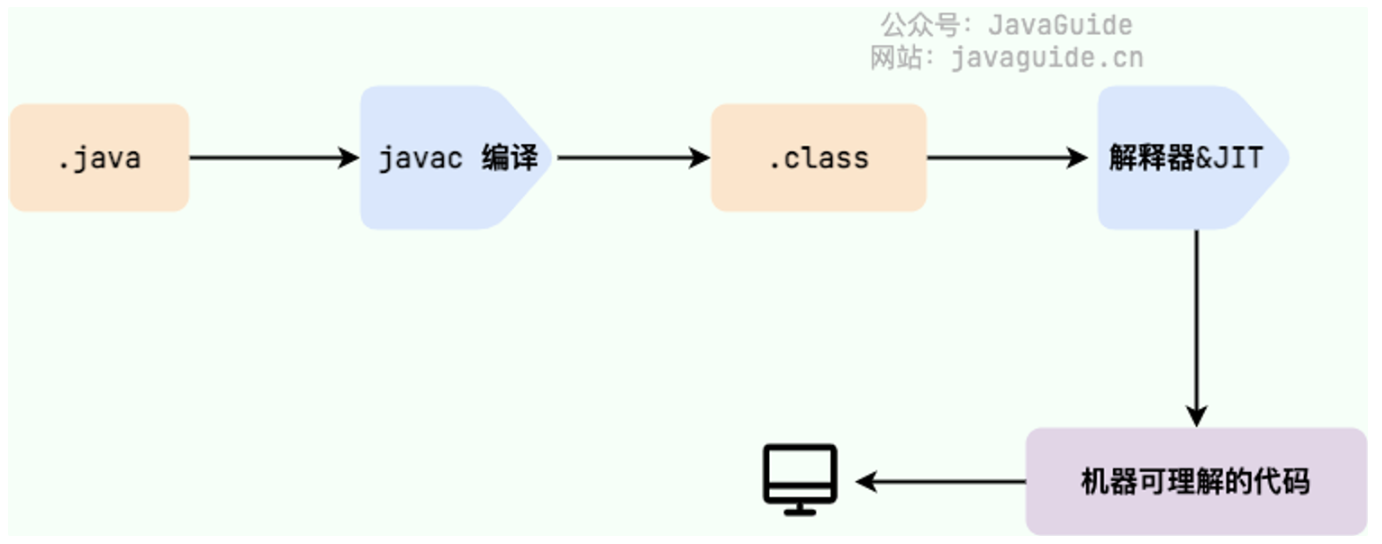 公众号：JavaGuide
网站：javaguide.cn
.java
javac 编译
.class
解释器&JIT
机器可理解的代码